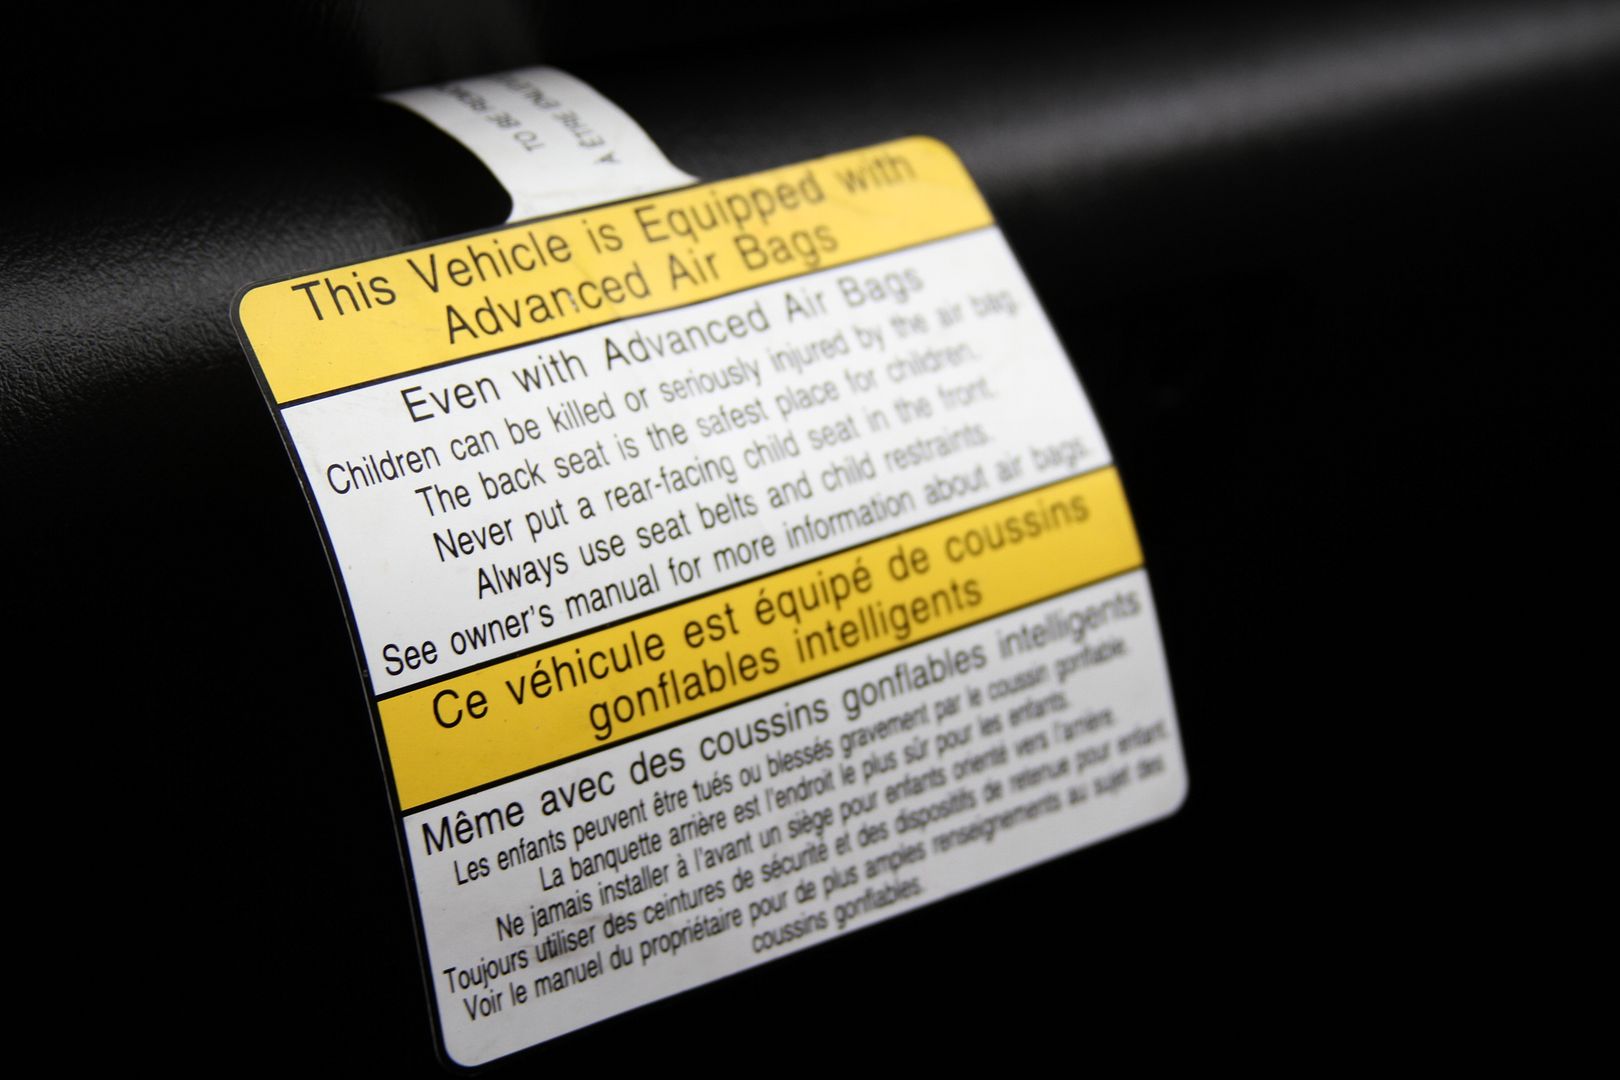 TO BE
A ETRE
This Vehicle is Equipped with
Advanced Air Bags
Even with Advanced Air Bags
Children can be killed or seriously injured by the air bag.
The back seat is the safest place for children.
Never put a rear-facing child seat in the front.
Always use seat belts and child restraints.
See owner's manual for more information about air bags.
Ce véhicule est équipé de coussins
gonflables intelligents
Même avec des coussins gonflables intelligents
Les enfants peuvent être tués ou blessés gravement par le coussin gonflable.
La banquette arrière est l'endroit le plus sûr pour les enfants.
Ne jamais installer à l'avant un siège pour enfants orienté vers l'arrière.
Toujours utiliser des ceintures de sécurité et des dispositifs de retenue pour enfant.
Voir le manuel du propriétaire pour de plus amples renseignements au sujet des
coussins gonflables.